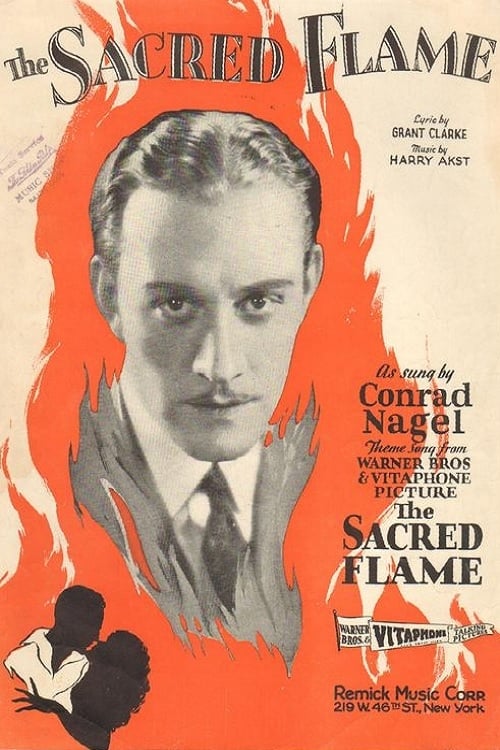 The SACRED FLAME
Lyric by
GRANT CLARKE
Music by
HARRY AKST
MUSIC
As sung by
Conrad
Nagel
Theme Song from
WARNER BROS
& VITAPHONE
PICTURE
The
SACRED
FLAME
WARNER BROS. VITAPHONE TALKING PICTURES
Remick Music Corp
219 W. 46TH ST., New York